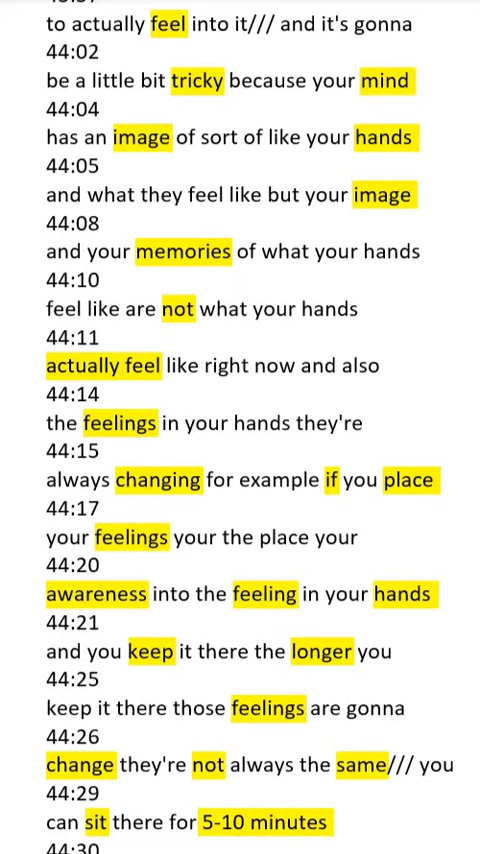 to actually feel into it/// and it's gonna
44:02
be a little bit tricky because your mind
44:04
has an image of sort of like your hands
44:05
and what they feel like but your image
44:08
and your memories of what your hands
44:10
feel like are not what your hands
44:11
actually feel like right now and also
44:14
the feelings in your hands they're
44:15
always changing for example if you place
44:17
your feelings your the place your
44:20
awareness into the feeling in your hands
44:21
and you keep it there the longer you
44:25
keep it there those feelings are gonna
44:26
change they're not always the same/// you
44:29
can sit there for 5-10 minutes
44:30